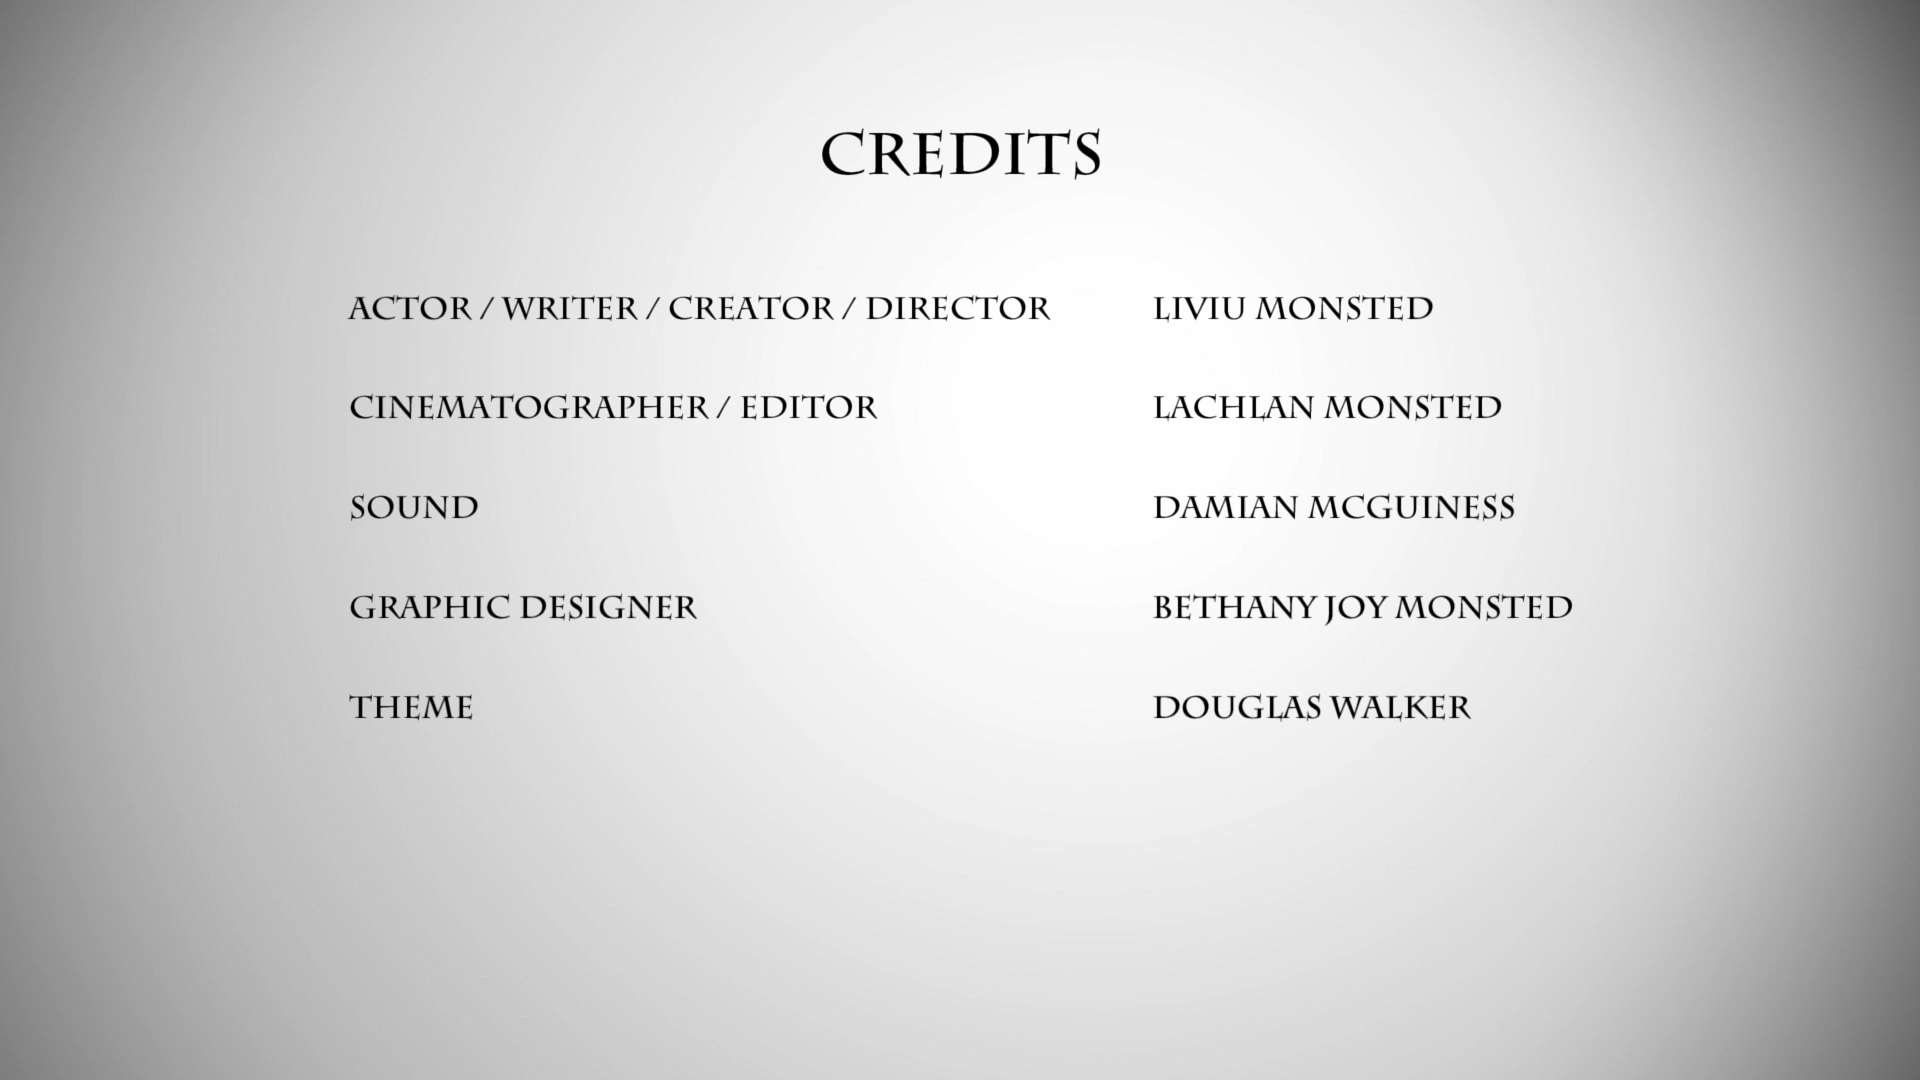 CREDITS
ACTOR / WRITER / CREATOR / DIRECTOR LIVIU MONSTED
CINEMATOGRAPHER / EDITOR LACHLAN MONSTED
SOUND DAMIAN MCGUINESS
GRAPHIC DESIGNER BETHANY JOY MONSTED
THEME DOUGLAS WALKER